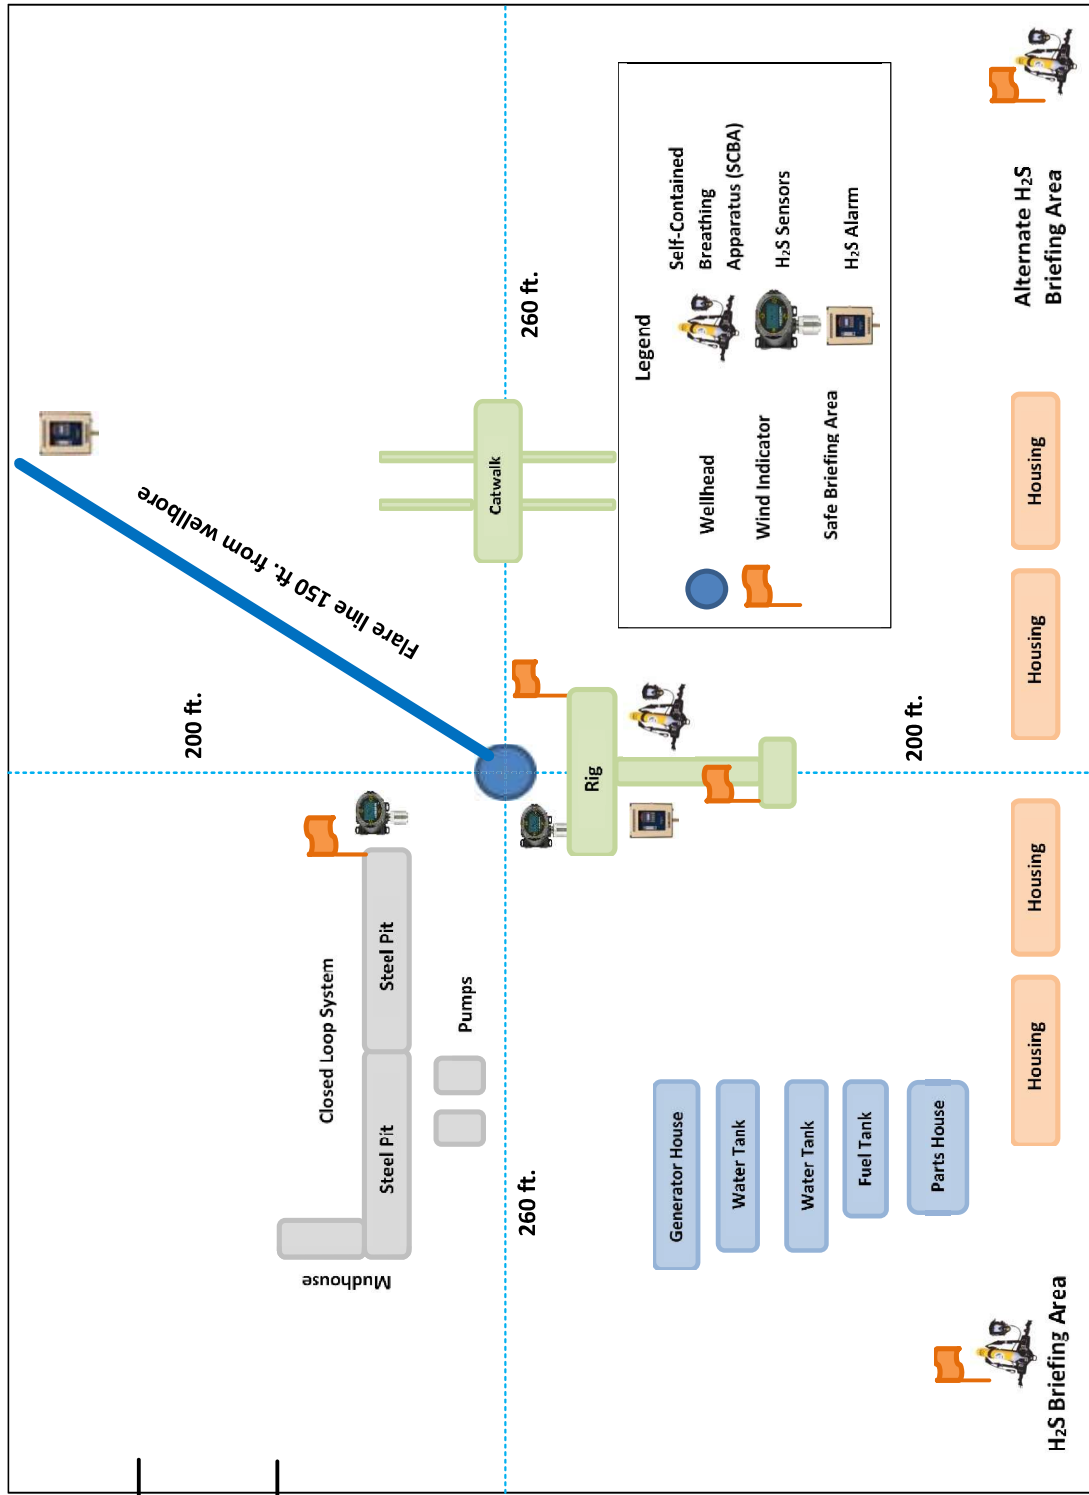 200 ft.
Flare line 150 ft. from wellbore
Closed Loop System
Mudhouse
Steel Pit
Steel Pit
Pumps
260 ft.
260 ft.
Catwalk
Rig
Legend
Wellhead
Wind Indicator
Safe Briefing Area
Self-Contained
Breathing
Apparatus (SCBA)
H₂S Sensors
H₂S Alarm
Generator House
Water Tank
Water Tank
Fuel Tank
Parts House
200 ft.
Housing
Housing
Housing
Housing
H₂S Briefing Area
Alternate H₂S
Briefing Area